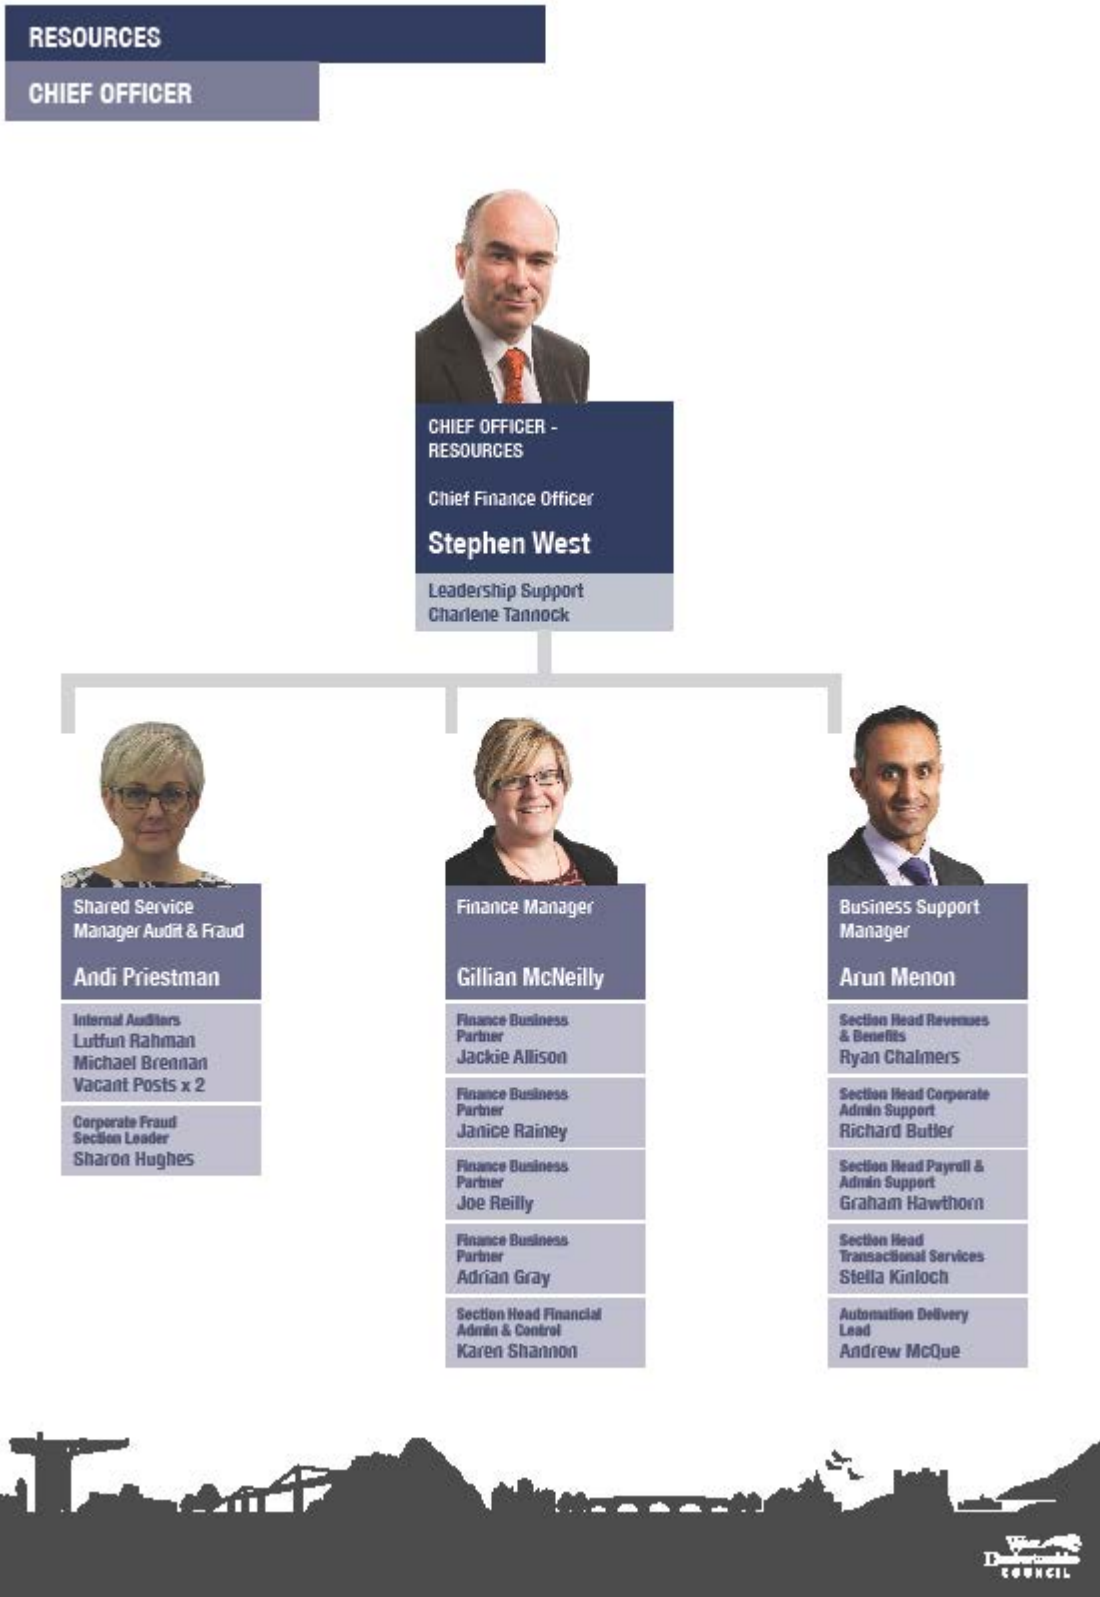 RESOURCES
CHIEF OFFICER
CHIEF OFFICER -
RESOURCES
Chief Finance Officer
Stephen West
Leadership Support
Charlene Tannock
Shared Service
Manager Audit & Fraud
Andi Priestman
Internal Auditors
Lutfun Rahman
Michael Brennan
Vacant Posts x 2
Corporate Fraud
Section Leader
Sharon Hughes
Finance Manager
Gillian McNeilly
Finance Business
Partner
Jackie Allison
Finance Business
Partner
Janice Rainey
Finance Business
Partner
Joe Reilly
Finance Business
Partner
Adrian Gray
Section Head Financial
Admin & Control
Karen Shannon
Business Support
Manager
Arun Menon
Section Head Revenues
& Benefits
Ryan Chalmers
Section Head Corporate
Admin Support
Richard Butler
Section Head Payroll &
Admin Support
Graham Hawthorn
Section Head
Transactional Services
Stella Kinloch
Automation Delivery
Lead
Andrew McQue
West
COUNCIL